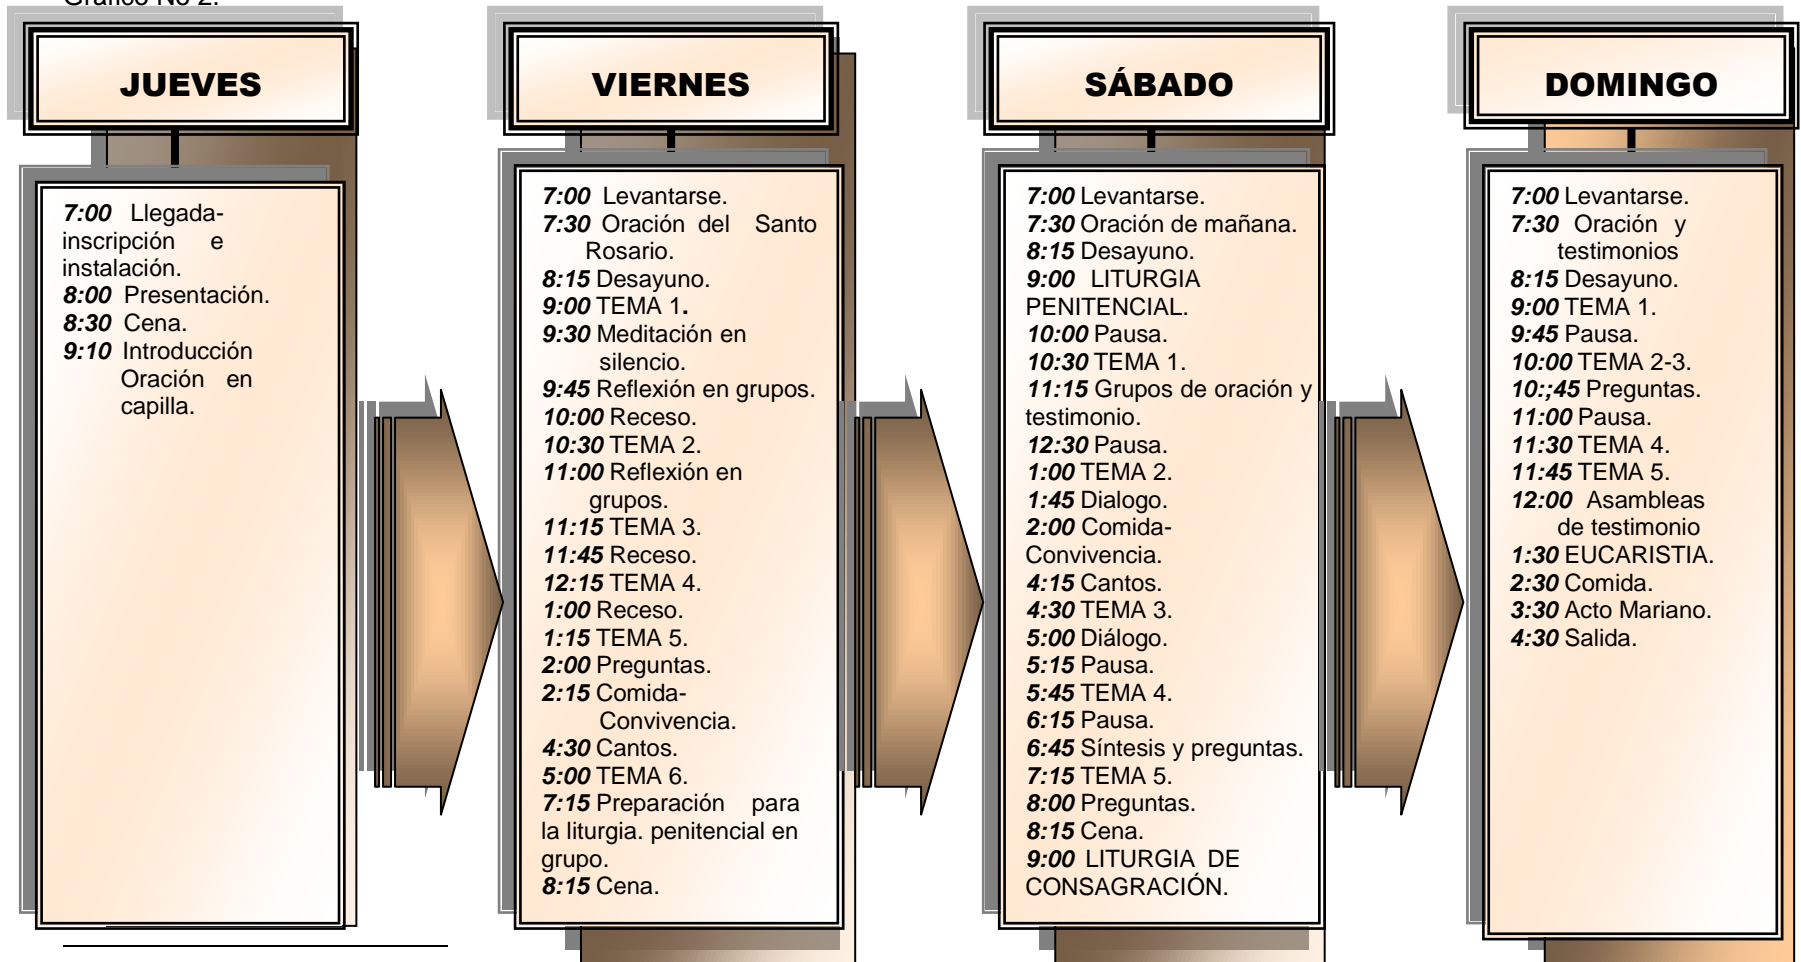 Gráfico No 2.
JUEVES
7:00 Llegada-
inscripción e
instalación.
8:00 Presentación.
8:30 Cena.
9:10 Introducción
Oración en
capilla.
VIERNES
7:00 Levantarse.
7:30 Oración del Santo
Rosario.
8:15 Desayuno.
9:00 TEMA 1.
9:30 Meditación en
silencio.
9:45 Reflexión en grupos.
10:00 Receso.
10:30 TEMA 2.
11:00 Reflexión en
grupos.
11:15 TEMA 3.
11:45 Receso.
12:15 TEMA 4.
1:00 Receso.
1:15 TEMA 5.
2:00 Preguntas.
2:15 Comida-
Convivencia.
4:30 Cantos.
5:00 TEMA 6.
7:15 Preparación para
la liturgia. penitencial en
grupo.
8:15 Cena.
SÁBADO
7:00 Levantarse.
7:30 Oración de mañana.
8:15 Desayuno.
9:00 LITURGIA
PENITENCIAL.
10:00 Pausa.
10:30 TEMA 1.
11:15 Grupos de oración y
testimonio.
12:30 Pausa.
1:00 TEMA 2.
1:45 Dialogo.
2:00 Comida-
Convivencia.
4:15 Cantos.
4:30 TEMA 3.
5:00 Diálogo.
5:15 Pausa.
5:45 TEMA 4.
6:15 Pausa.
6:45 Síntesis y preguntas.
7:15 TEMA 5.
8:00 Preguntas.
8:15 Cena.
9:00 LITURGIA DE
CONSAGRACIÓN.
DOMINGO
7:00 Levantarse.
7:30 Oración y
testimonios
8:15 Desayuno.
9:00 TEMA 1.
9:45 Pausa.
10:00 TEMA 2-3.
10:;45 Preguntas.
11:00 Pausa.
11:30 TEMA 4.
11:45 TEMA 5.
12:00 Asambleas
de testimonio
1:30 EUCARISTIA.
2:30 Comida.
3:30 Acto Mariano.
4:30 Salida.